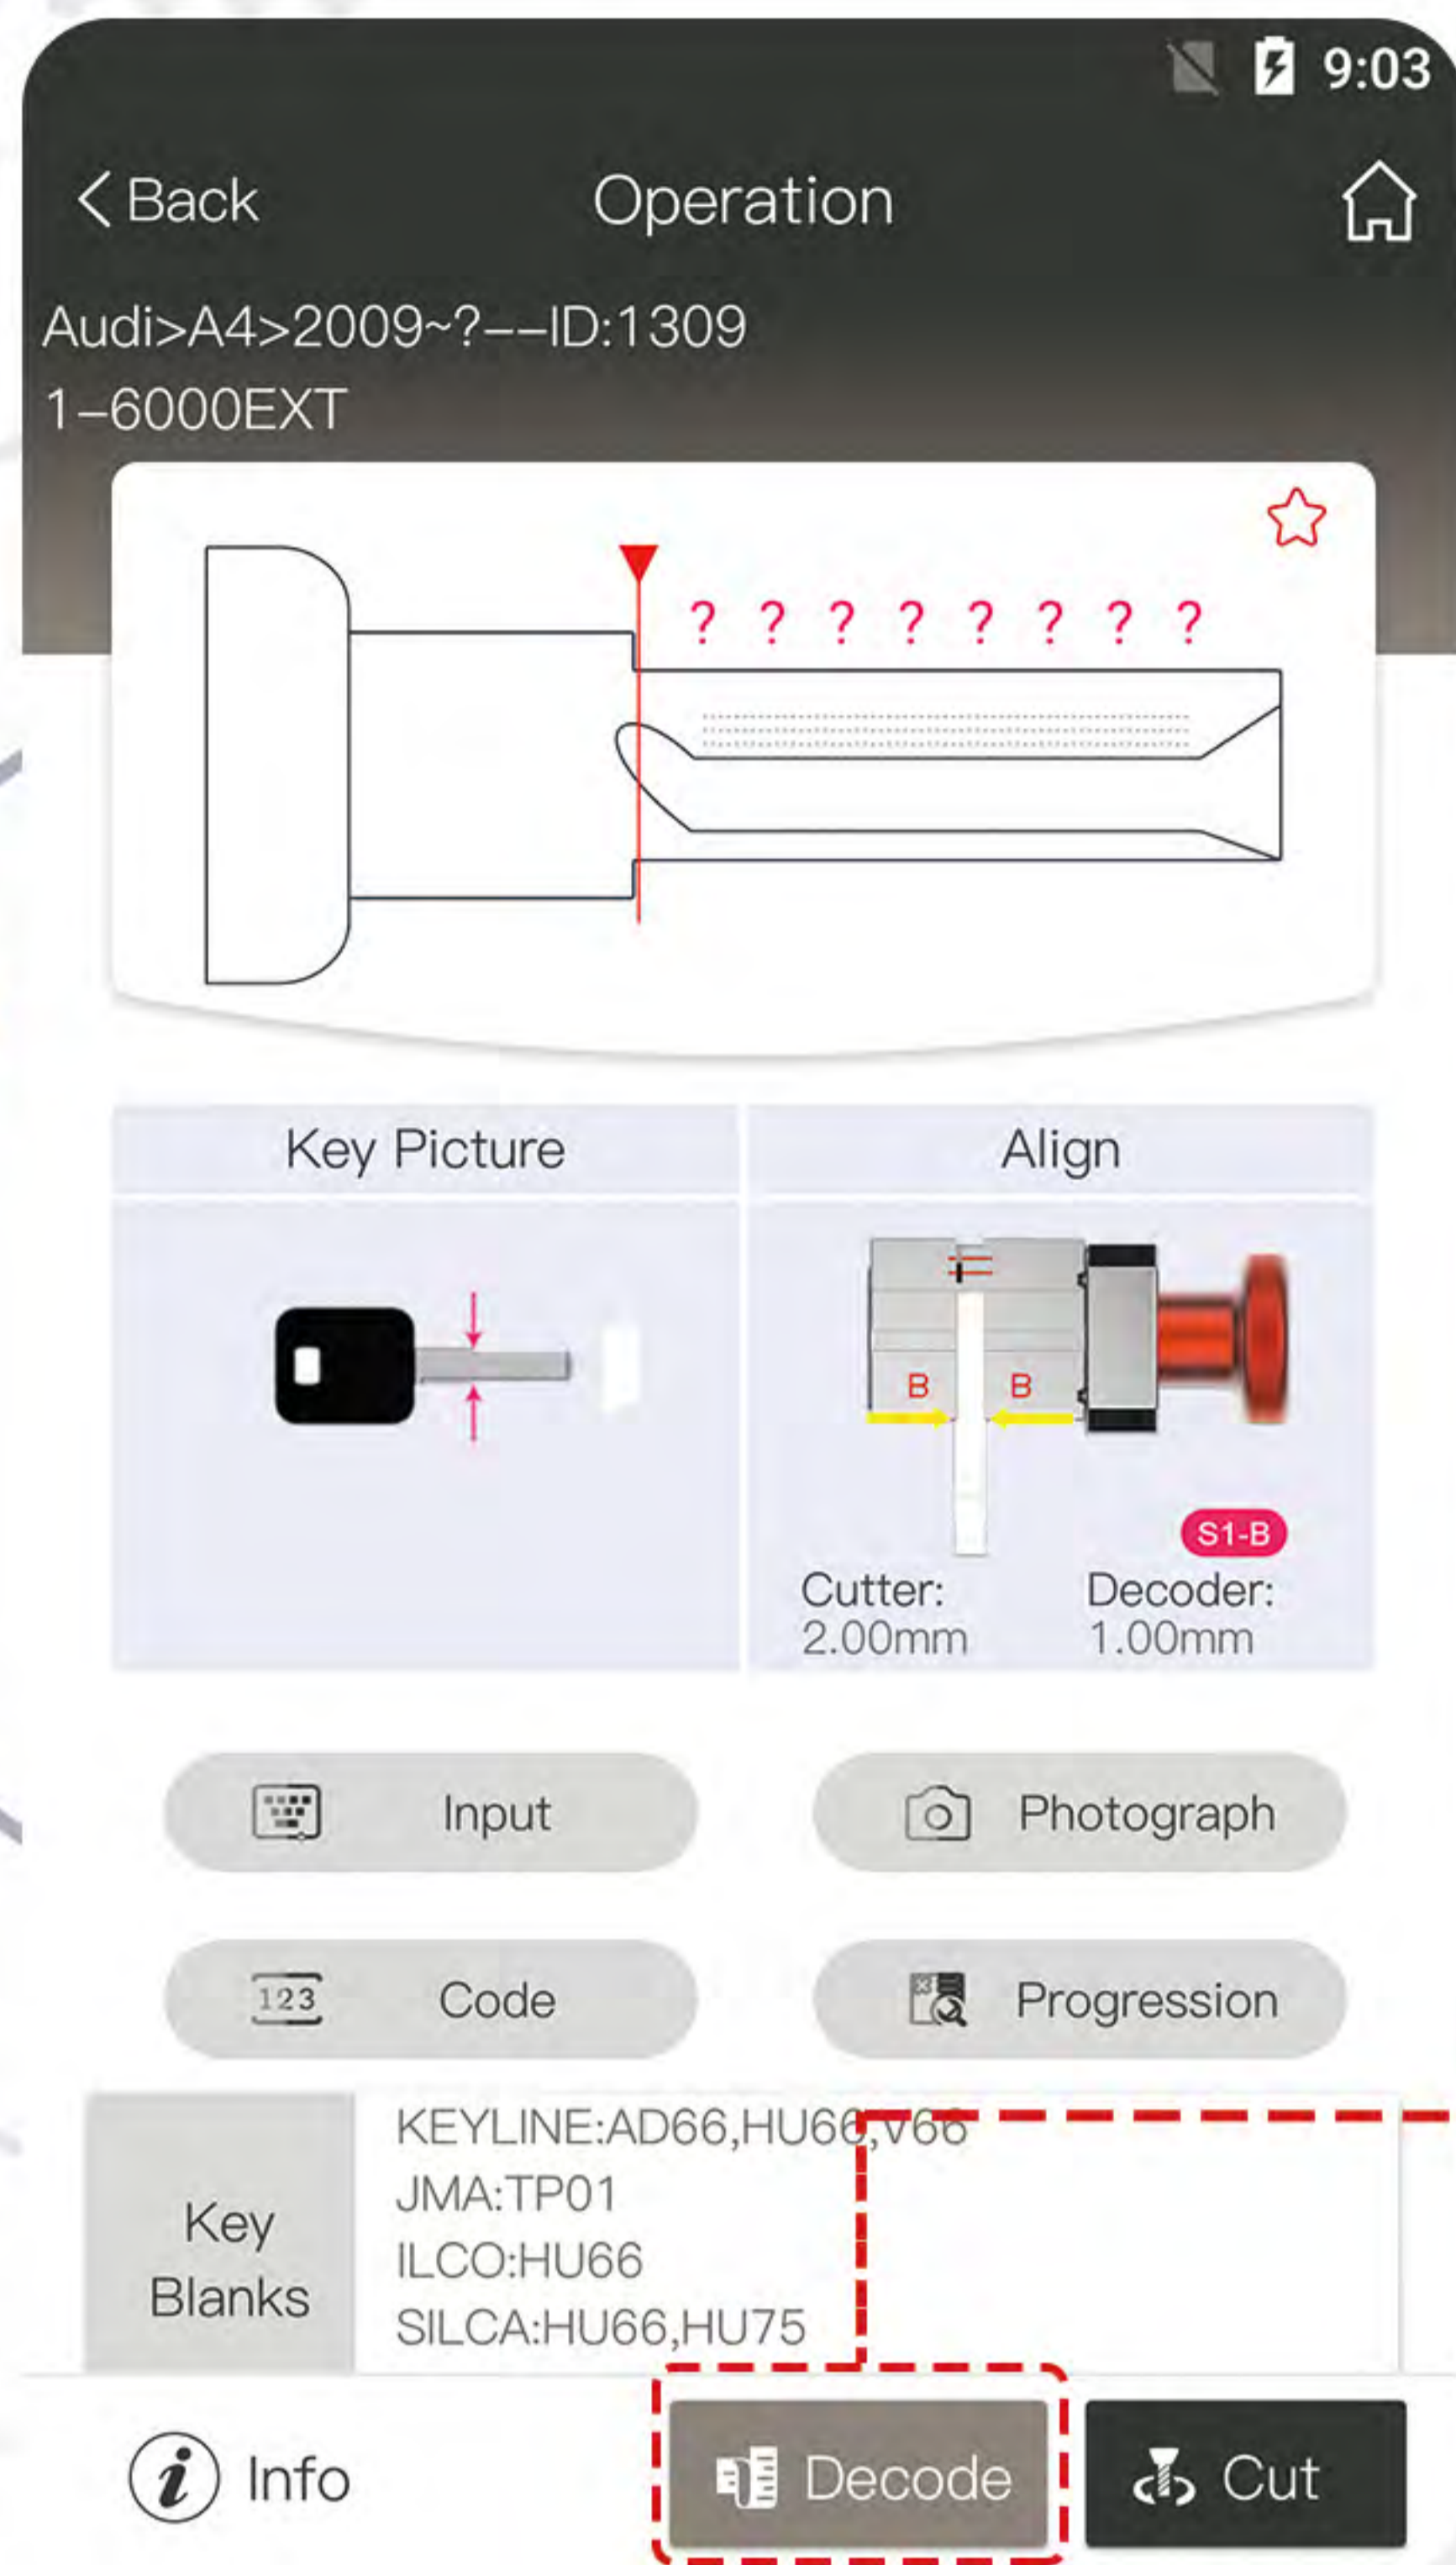 9:03
Back
Operation
Audi>A4>2009~?--ID:1309
1-6000EXT
? ? ? ? ? ? ? ?
Key Picture
Align
B B
S1-B
Cutter: Decoder:
2.00mm 1.00mm
Input
Photograph
123 Code
Progression
Key Blanks
KEYLINE:AD66,HU66,V66
JMA:TP01
ILCO:HU66
SILCA:HU66,HU75
i Info
Decode
Cut